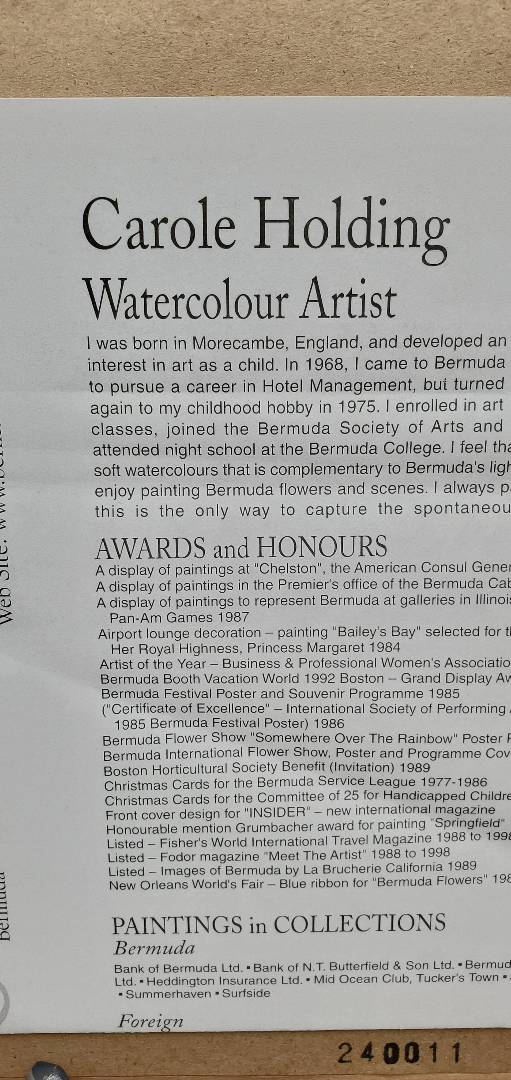 Carole Holding
Watercolour Artist
I was born in Morecambe, England, and developed an
interest in art as a child. In 1968, I came to Bermuda
to pursue a career in Hotel Management, but turned
again to my childhood hobby in 1975. I enrolled in art
classes, joined the Bermuda Society of Arts and
attended night school at the Bermuda College. I feel
soft watercolours that is complementary to Bermuda's
enjoy painting Bermuda flowers and scenes. I always
this is the only way to capture the
AWARDS and HONOURS
A display of paintings at "Chelston", the American Consul
A display of paintings in the Premier's office of the Bermuda
A display of paintings to represent Bermuda at galleries in
Pan-Am Games 1987
Airport lounge decoration – painting "Bailey's Bay" selected for
Her Royal Highness, Princess Margaret 1984
Artist of the Year – Business & Professional Women's
Bermuda Booth Vacation World 1992 Boston – Grand Display
Bermuda Festival Poster and Souvenir Programme 1985
("Certificate of Excellence" – International Society of Performing
1985 Bermuda Festival Poster) 1986
Bermuda Flower Show "Somewhere Over The Rainbow" Poster
Bermuda International Flower Show, Poster and Programme
Boston Horticultural Society Benefit (Invitation) 1989
Christmas Cards for the Bermuda Service League 1977-1986
Christmas Cards for the Committee of 25 for Handicapped
Front cover design for "INSIDER" – new international magazine
Honourable mention Grumbacher award for painting "Springfield"
Listed – Fisher's World International Travel Magazine 1988 to 1998
Listed – Fodor magazine "Meet The Artist" 1988 to 1998
Listed – Images of Bermuda by La Brucherie California 1989
New Orleans World's Fair – Blue ribbon for "Bermuda Flowers"
PAINTINGS in COLLECTIONS
Bermuda
Bank of Bermuda Ltd. • Bank of N.T. Butterfield & Son Ltd. •
Ltd. • Heddington Insurance Ltd. • Mid Ocean Club, Tucker's Town •
• Summerhaven • Surfside
Foreign
240011
Web Site:
Bermuda